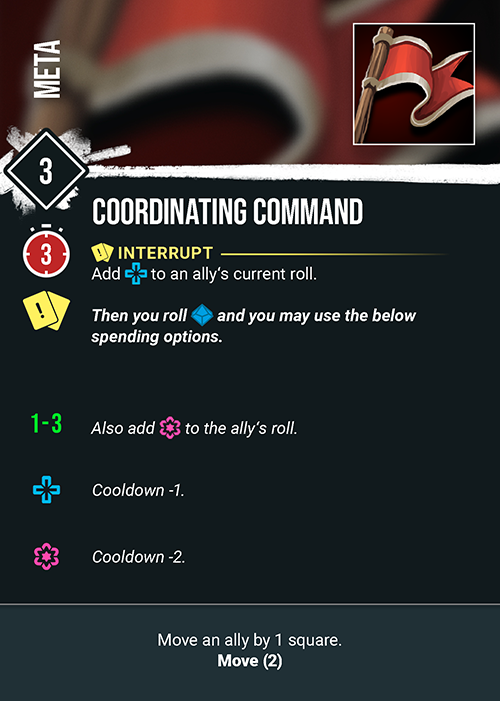 META
3
COORDINATING COMMAND
3
! INTERRUPT
Add to an ally's current roll.
!
Then you roll and you may use the below
spending options.
1-3
Also add to the ally's roll.
Cooldown -1.
Cooldown -2.
Move an ally by 1 square.
Move (2)